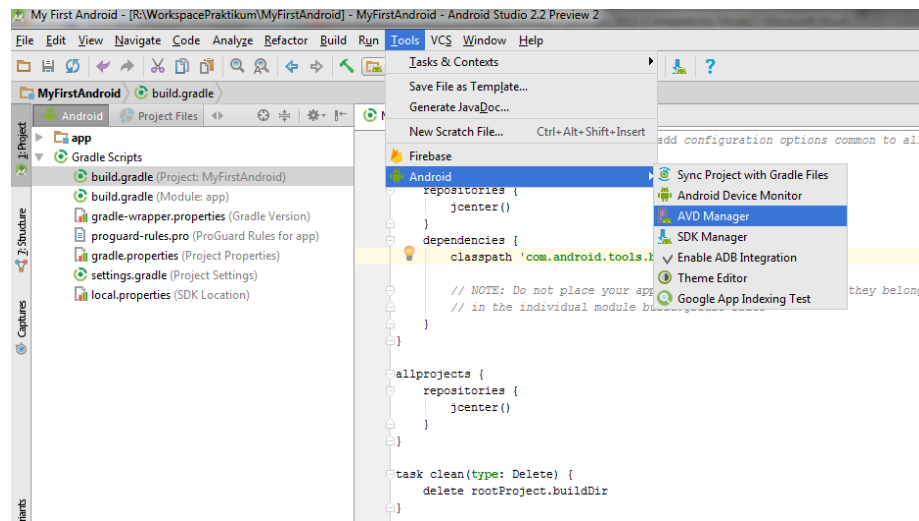 My First Android - [R:\WorkspacePraktikum\MyFirstAndroid] - MyFirstAndroid - Android Studio 2.2 Preview 2
File Edit View Navigate Code Analyze Refactor Build Run Tools VCS Window Help
MyFirstAndroid build.gradle
Android Project Files
1: Project
7: Structure
Captures
app
Gradle Scripts
build.gradle (Project: MyFirstAndroid)
build.gradle (Module: app)
gradle-wrapper.properties (Gradle Version)
proguard-rules.pro (ProGuard Rules for app)
gradle.properties (Project Properties)
settings.gradle (Project Settings)
local.properties (SDK Location)
Tasks & Contexts
Save File as Template...
Generate JavaDoc...
New Scratch File... Ctrl+Alt+Shift+Insert
Firebase
Android
Sync Project with Gradle Files
Android Device Monitor
AVD Manager
SDK Manager
Enable ADB Integration
Theme Editor
Google App Indexing Test
add configuration options common to al
repositories {
jcenter()
}
dependencies {
classpath 'com.android.tools.b
// NOTE: Do not place your app they belon
// in the individual module build.gradle files
}
}
allprojects {
repositories {
jcenter()
}
}
task clean(type: Delete) {
delete rootProject.buildDir
}